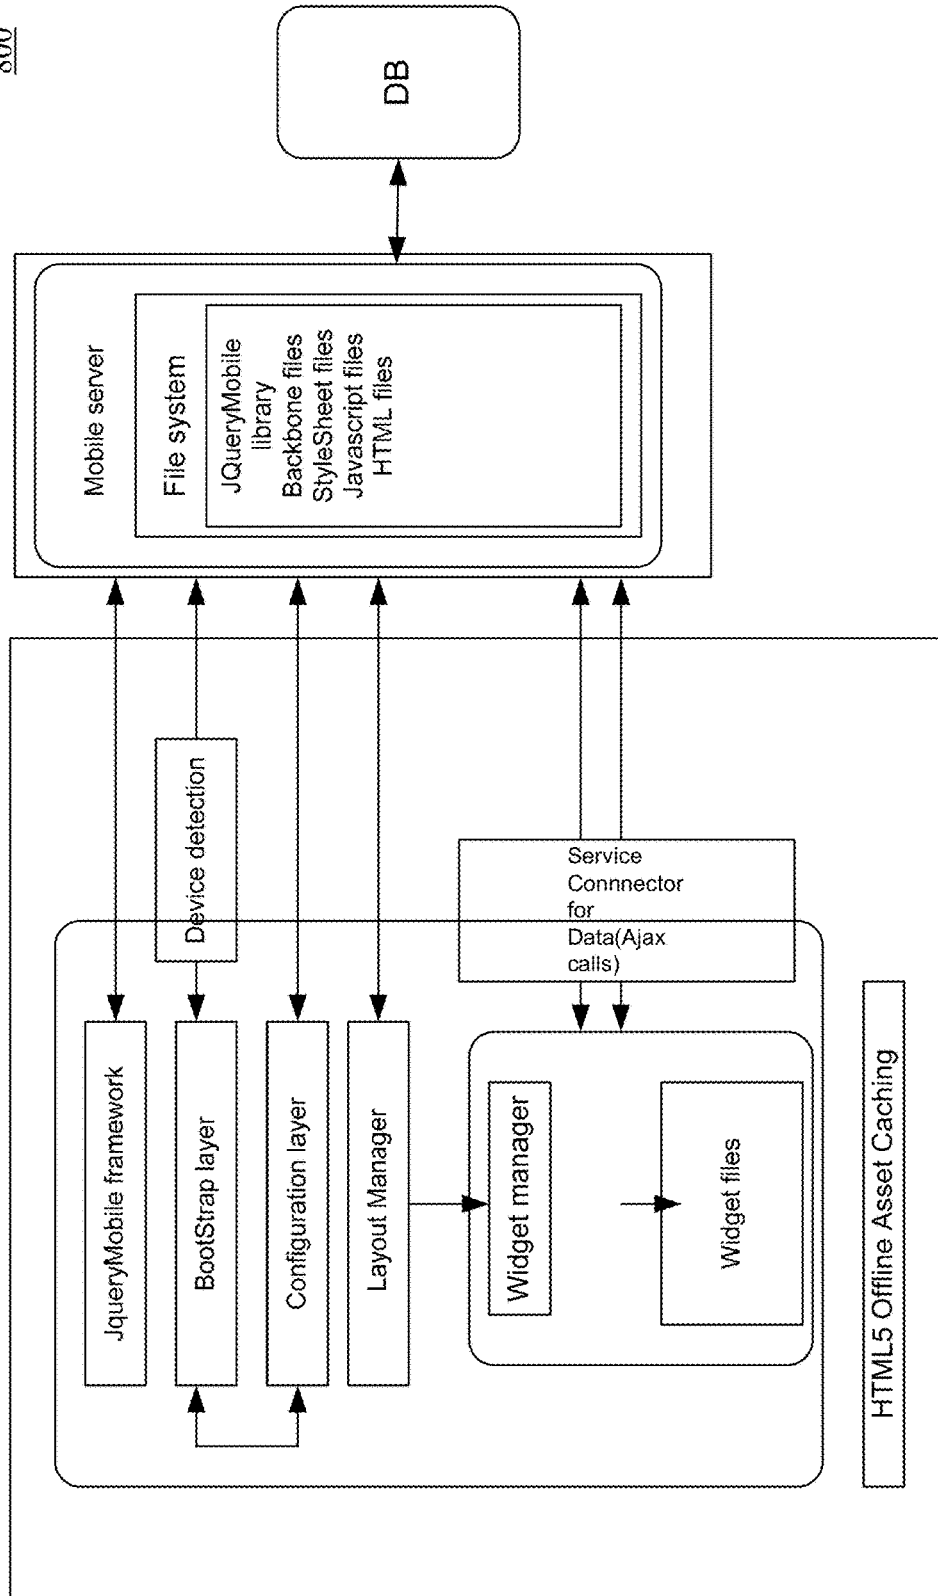 800
DB
Mobile server
File system
JQueryMobile
library
Backbone files
StyleSheet files
Javascript files
HTML files
Device detection
Service
Connnector
for
Data(Ajax
calls)
JqueryMobile framework
BootStrap layer
Configuration layer
Layout Manager
Widget manager
Widget files
HTML5 Offline Asset Caching